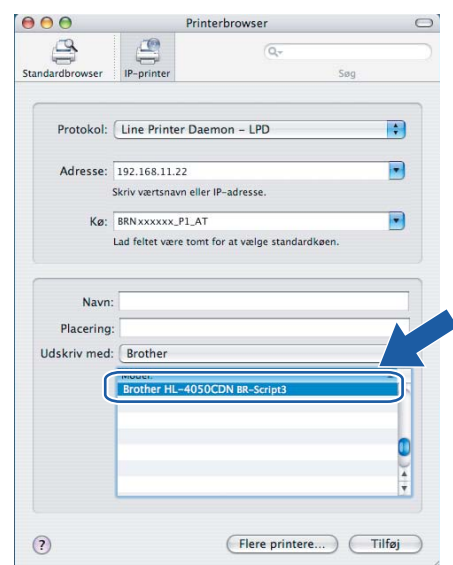 Printerbrowser
Standardbrowser IP-printer Søg
Protokol: Line Printer Daemon – LPD
Adresse: 192.168.11.22
Skriv værtsnavn eller IP-adresse.
Kø: BRNxxxxxx_P1_AT
Lad feltet være tomt for at vælge standardkøen.
Navn:
Placering:
Udskriv med: Brother
Model:
Brother HL-4050CDN BR-Script3
? Flere printere... Tilføj